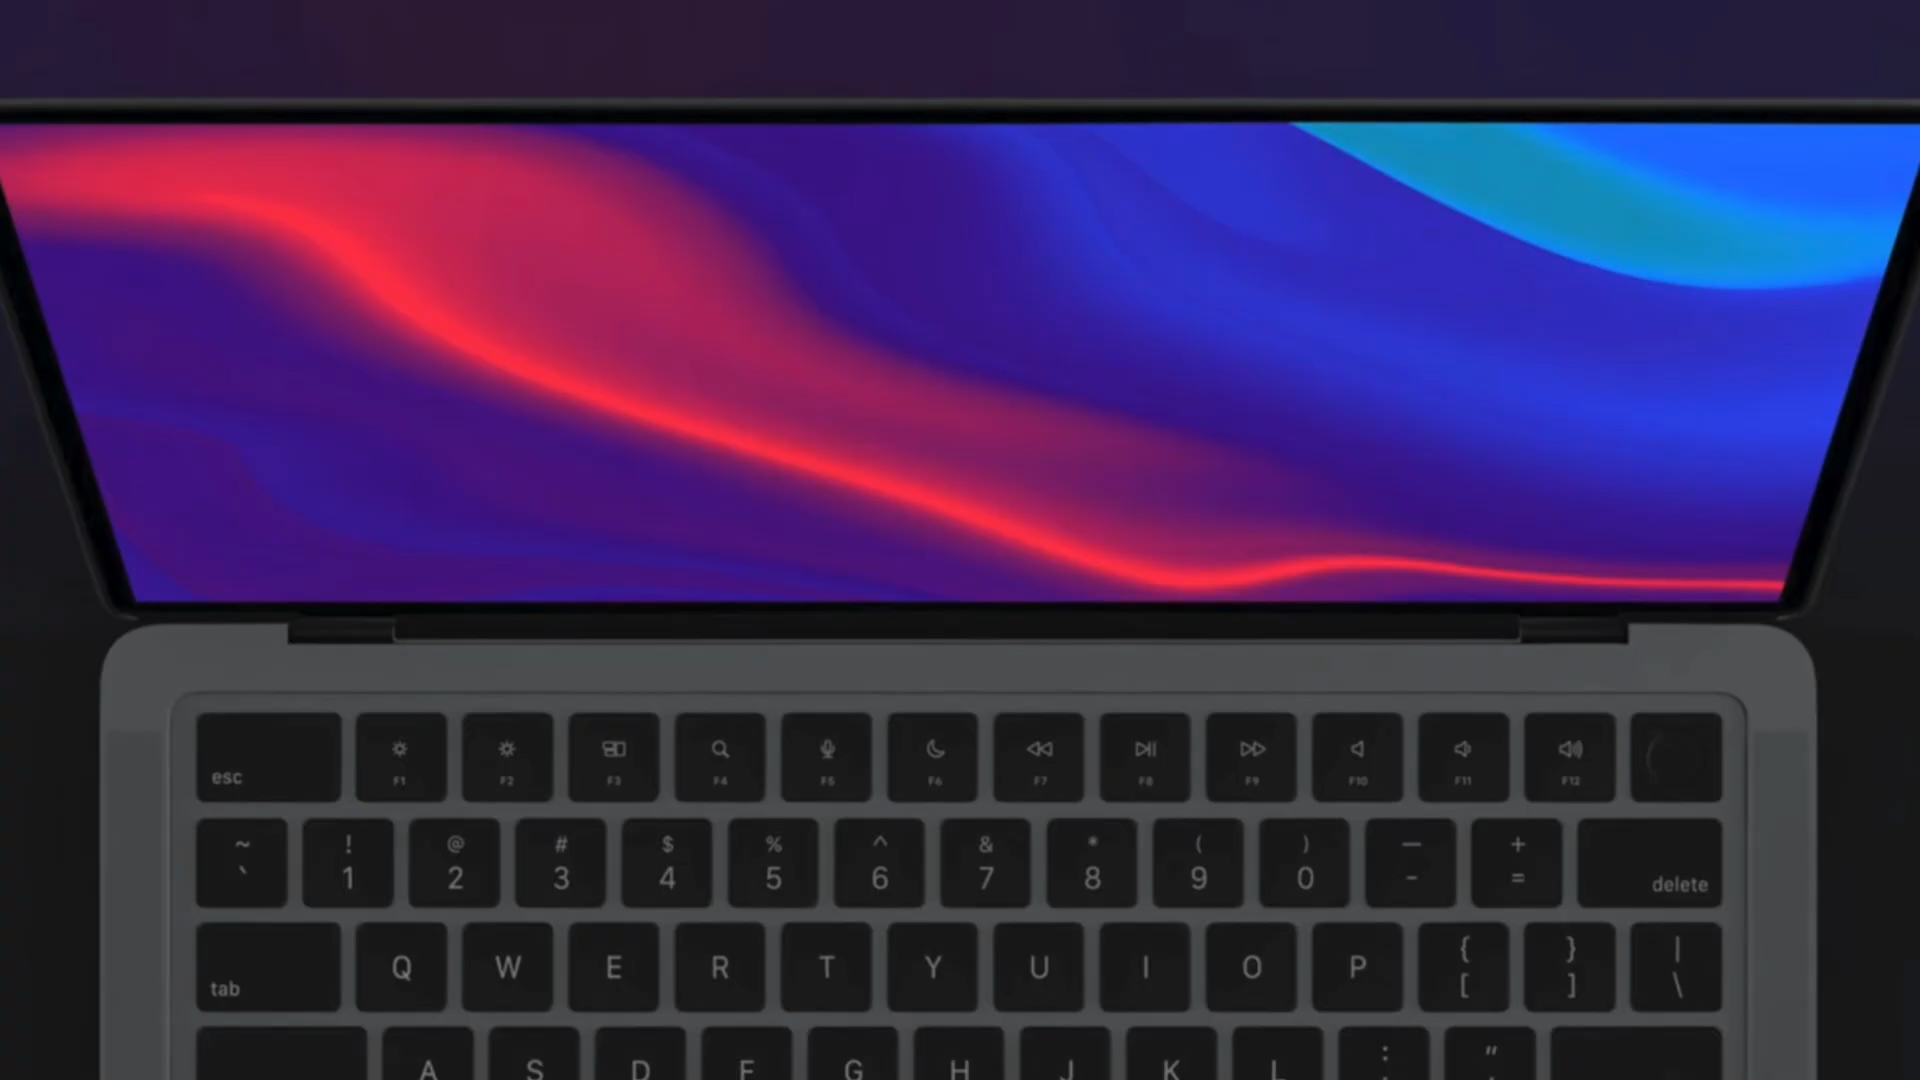 esc F1 F2 F3 F4 F5 F6 F7 F8 F9 F10 F11 F12
~ ! @ # $ % ^ & * ( ) — +
` 1 2 3 4 5 6 7 8 9 0 - = delete
{ } |
tab Q W E R T Y U I O P [ ] \
A S D F G H J K L : "
;